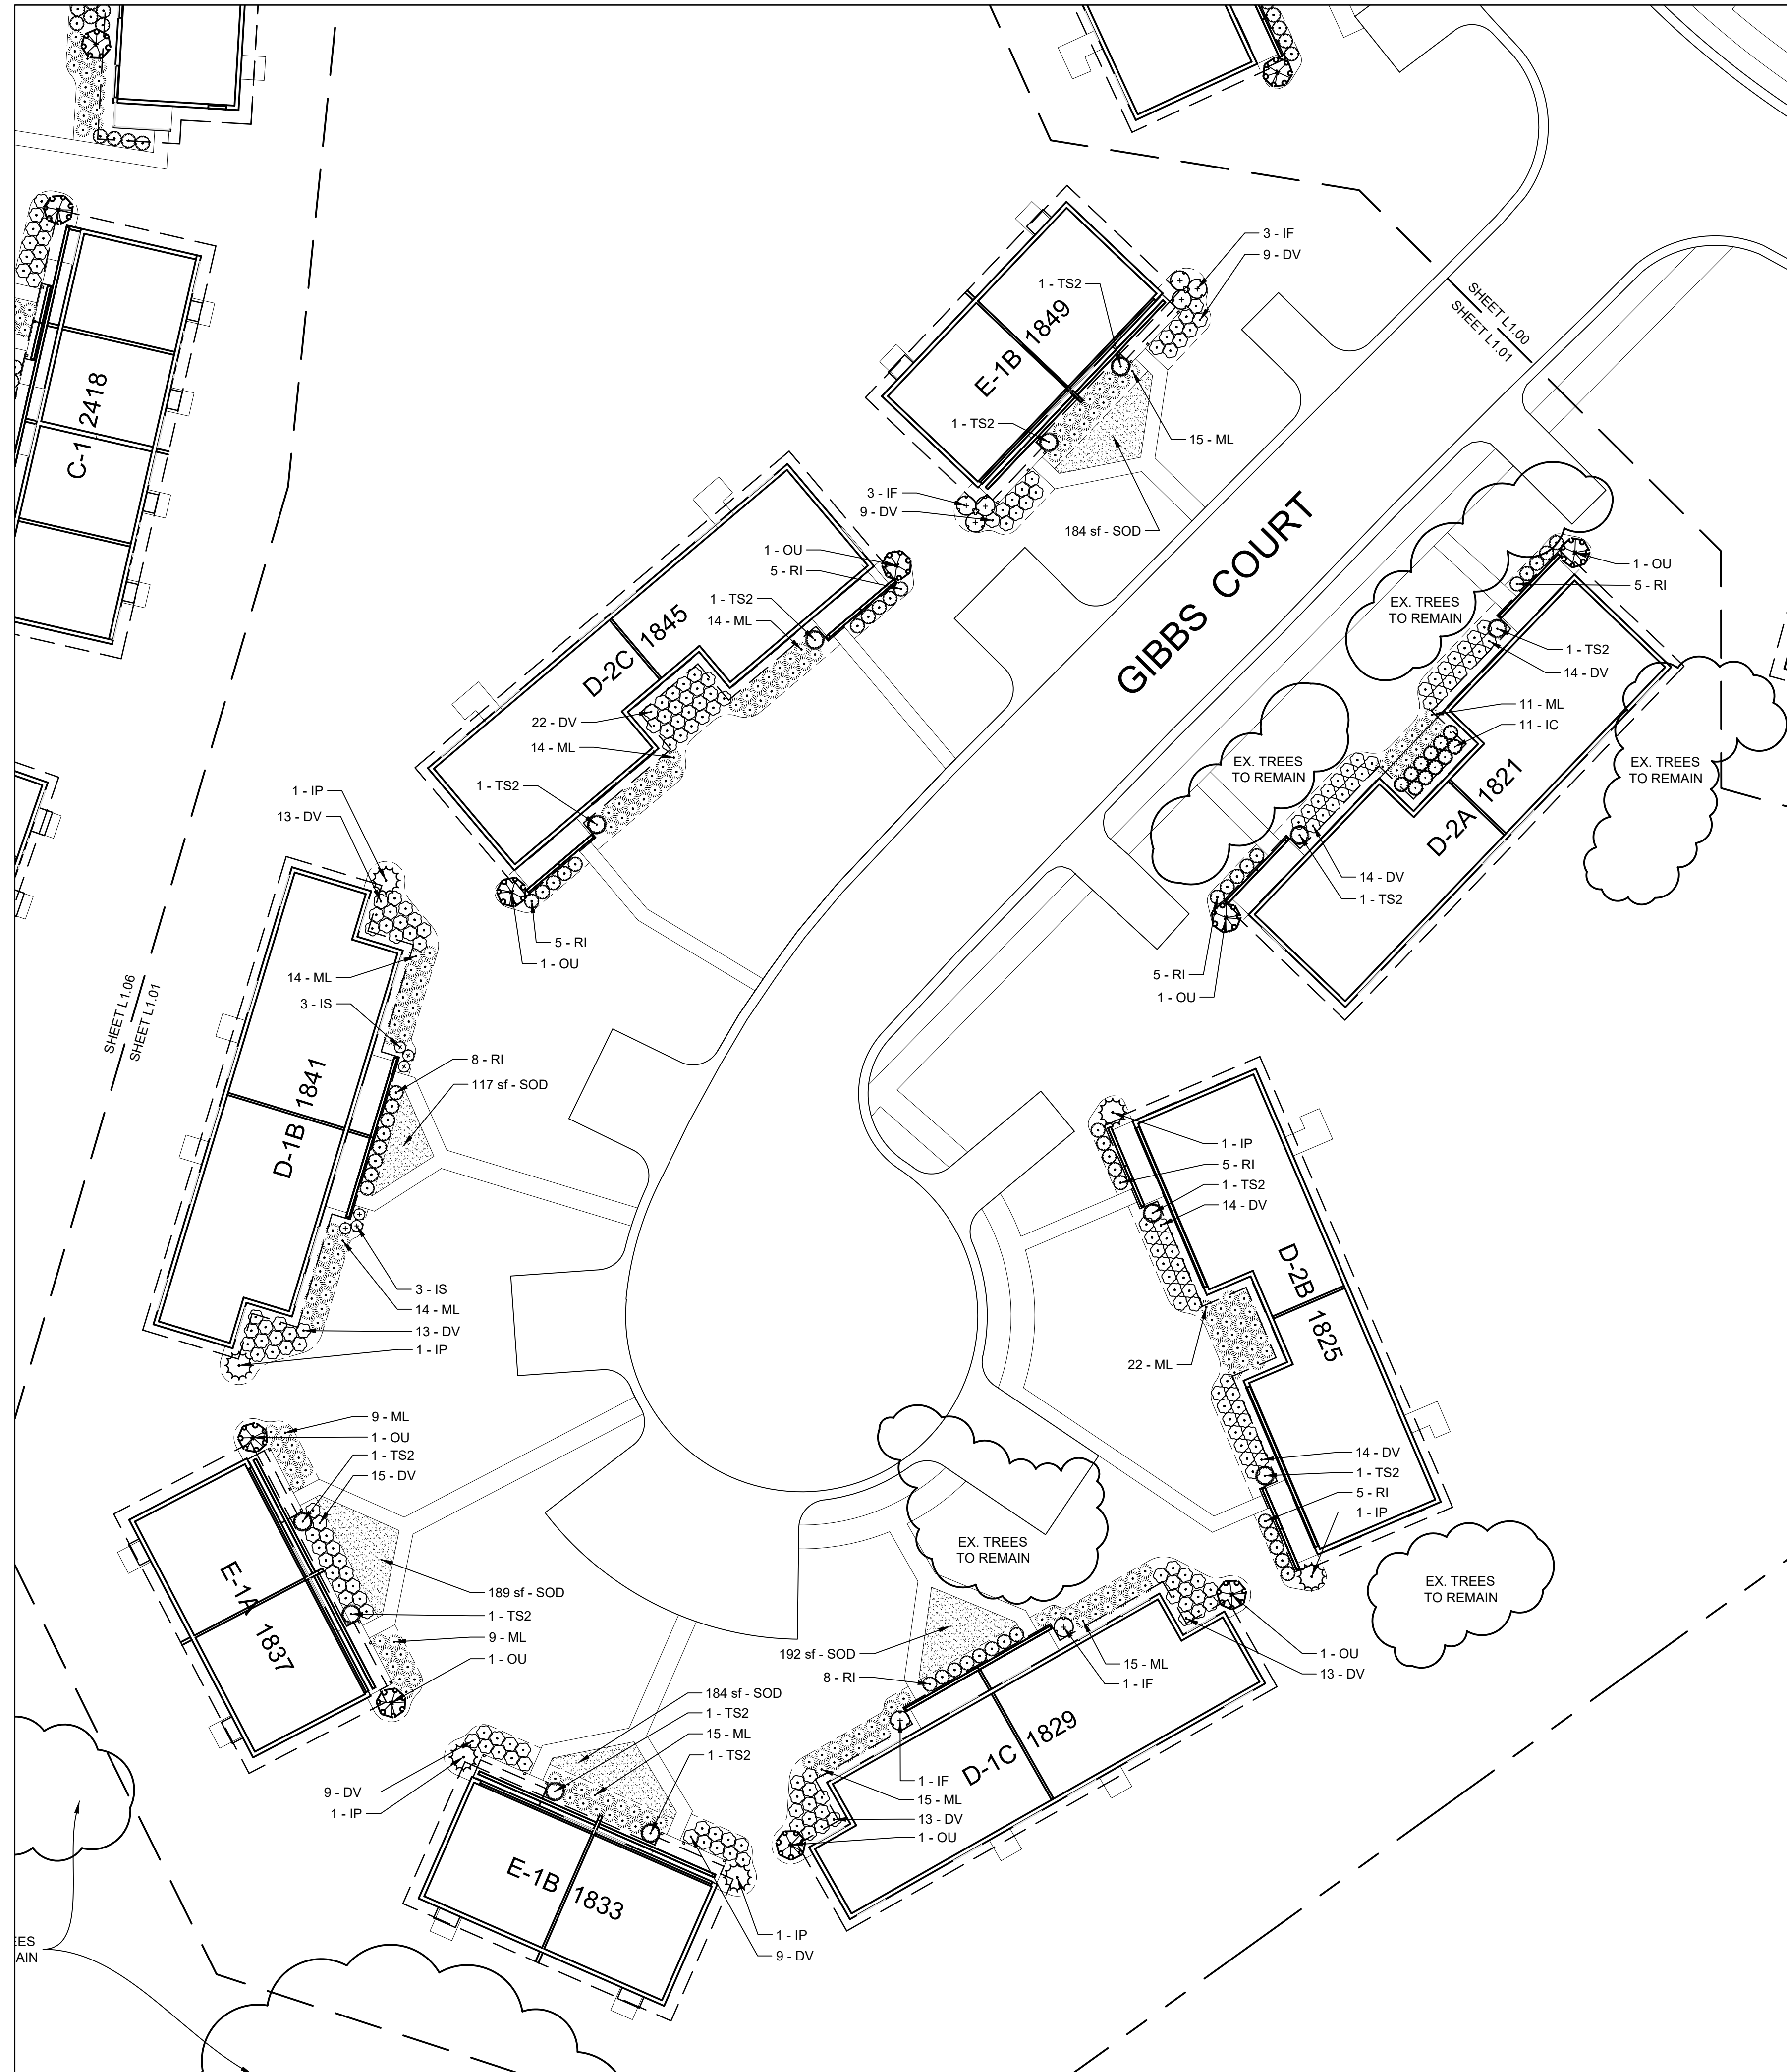 3 - IF
9 - DV
1 - TS2
E-1B 1849
1 - TS2
15 - ML
3 - IF
9 - DV
184 sf - SOD
SHEET L1.00
SHEET L1.01
C-1 2418
GIBBS COURT
1 - OU
5 - RI
1 - TS2
14 - ML
D-2C 1845
22 - DV
14 - ML
1 - TS2
5 - RI
1 - OU
EX. TREES
TO REMAIN
1 - OU
5 - RI
1 - TS2
14 - DV
11 - ML
11 - IC
EX. TREES
TO REMAIN
EX. TREES
TO REMAIN
D-2A 1821
14 - DV
1 - TS2
5 - RI
1 - OU
1 - IP
13 - DV
14 - ML
3 - IS
SHEET L1.06
SHEET L1.01
8 - RI
117 sf - SOD
D-1B 1841
3 - IS
14 - ML
13 - DV
1 - IP
1 - IP
5 - RI
1 - TS2
14 - DV
D-2B 1825
22 - ML
14 - DV
1 - TS2
5 - RI
1 - IP
9 - ML
1 - OU
1 - TS2
15 - DV
E-1A 1837
189 sf - SOD
1 - TS2
9 - ML
1 - OU
EX. TREES
TO REMAIN
EX. TREES
TO REMAIN
192 sf - SOD
8 - RI
15 - ML
1 - IF
1 - OU
13 - DV
184 sf - SOD
1 - TS2
15 - ML
1 - TS2
D-1C 1829
9 - DV
1 - IP
1 - IF
15 - ML
13 - DV
1 - OU
E-1B 1833
1 - IP
9 - DV
EES
AIN